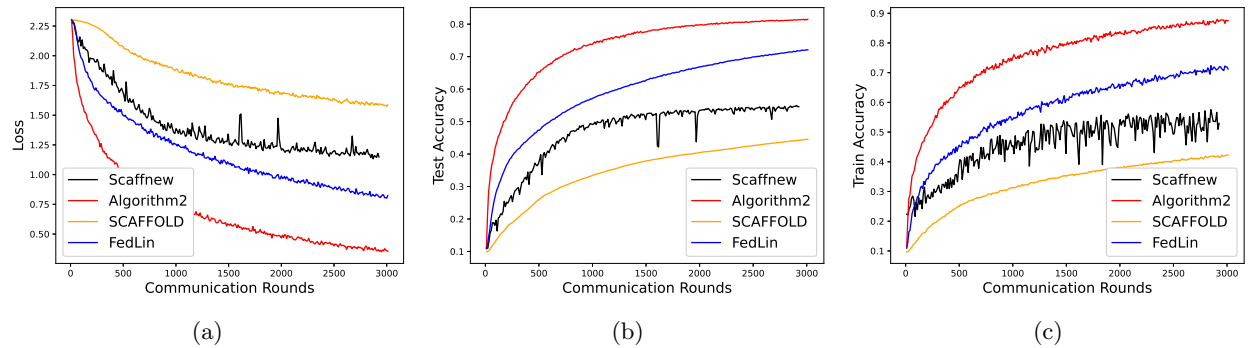 2.25
2.00
1.75
1.50
1.25
1.00
0.75
0.50
Loss
Scaffnew
Algorithm2
SCAFFOLD
FedLin
0 500 1000 1500 2000 2500 3000
Communication Rounds
(a)
0.8
0.7
0.6
0.5
0.4
0.3
0.2
0.1
Test Accuracy
Scaffnew
Algorithm2
SCAFFOLD
FedLin
0 500 1000 1500 2000 2500 3000
Communication Rounds
(b)
0.9
0.8
0.7
0.6
0.5
0.4
0.3
0.2
0.1
Train Accuracy
Scaffnew
Algorithm2
SCAFFOLD
FedLin
0 500 1000 1500 2000 2500 3000
Communication Rounds
(c)